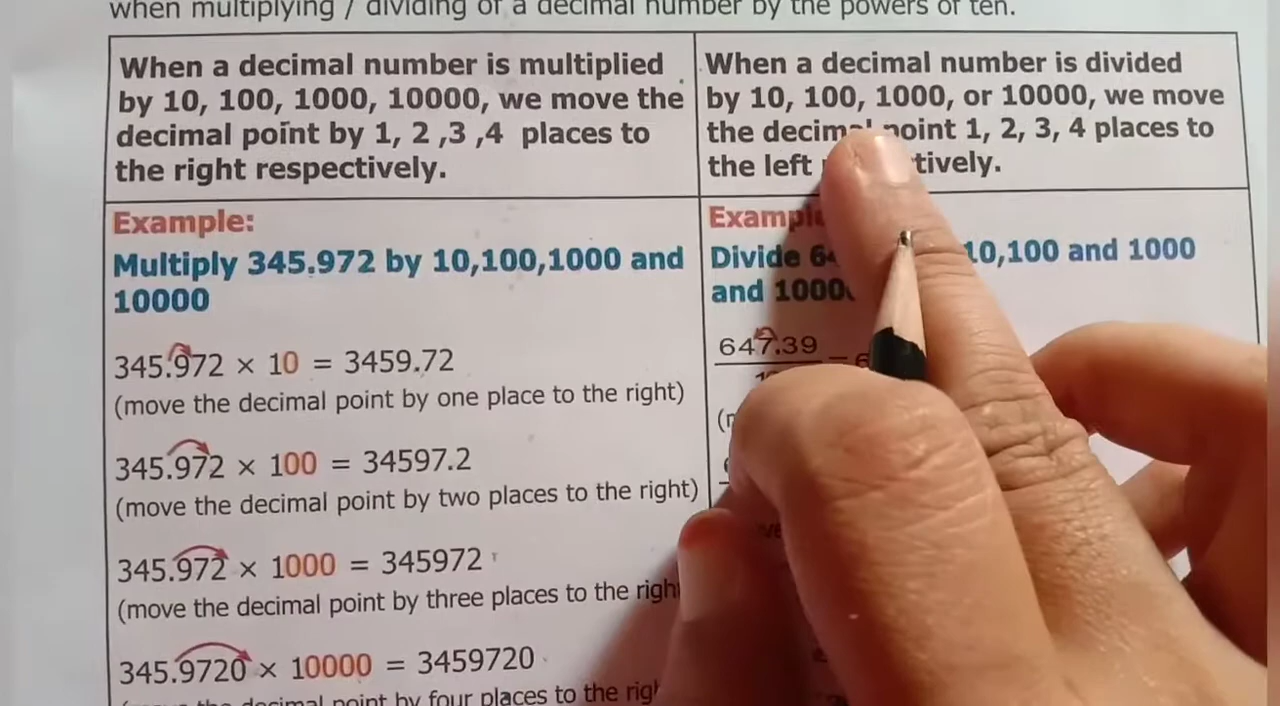 when multiplying / dividing of a decimal number by the powers of ten.
When a decimal number is multiplied
by 10, 100, 1000, 10000, we move the
decimal point by 1, 2 ,3 ,4 places to
the right respectively.
Example:
Multiply 345.972 by 10,100,1000 and
10000
345.972 × 10 = 3459.72
(move the decimal point by one place to the right)
345.972 × 100 = 34597.2
(move the decimal point by two places to the right)
345.972 × 1000 = 345972
(move the decimal point by three places to the right
345.9720 × 10000 = 3459720
decimal point by four places to the
When a decimal number is divided
by 10, 100, 1000, or 10000, we move
the decimal point 1, 2, 3, 4 places to
the left
Divide 10,100 and 1000
and
647.39